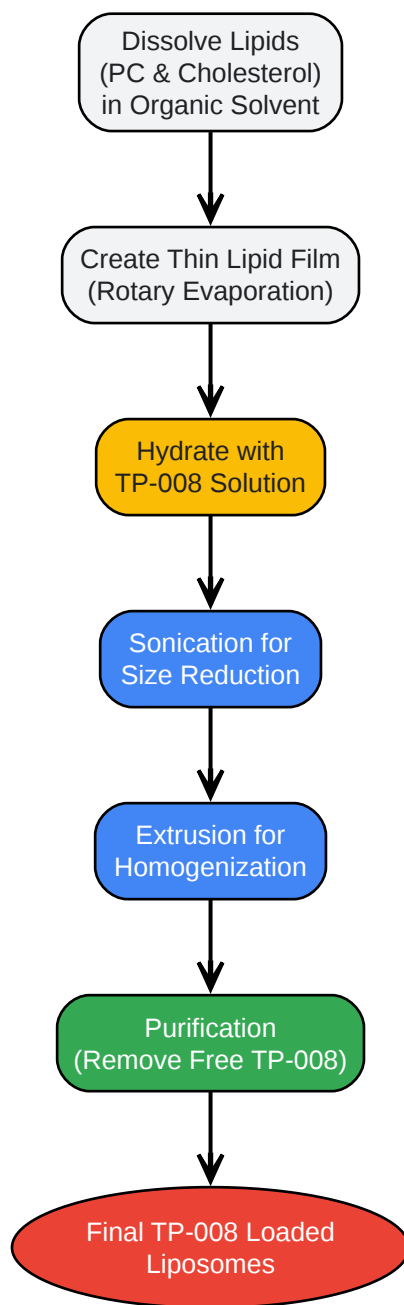 Dissolve Lipids
(PC & Cholesterol)
in Organic Solvent
Create Thin Lipid Film
(Rotary Evaporation)
Hydrate with
TP-008 Solution
Sonication for
Size Reduction
Extrusion for
Homogenization
Purification
(Remove Free TP-008)
Final TP-008 Loaded
Liposomes